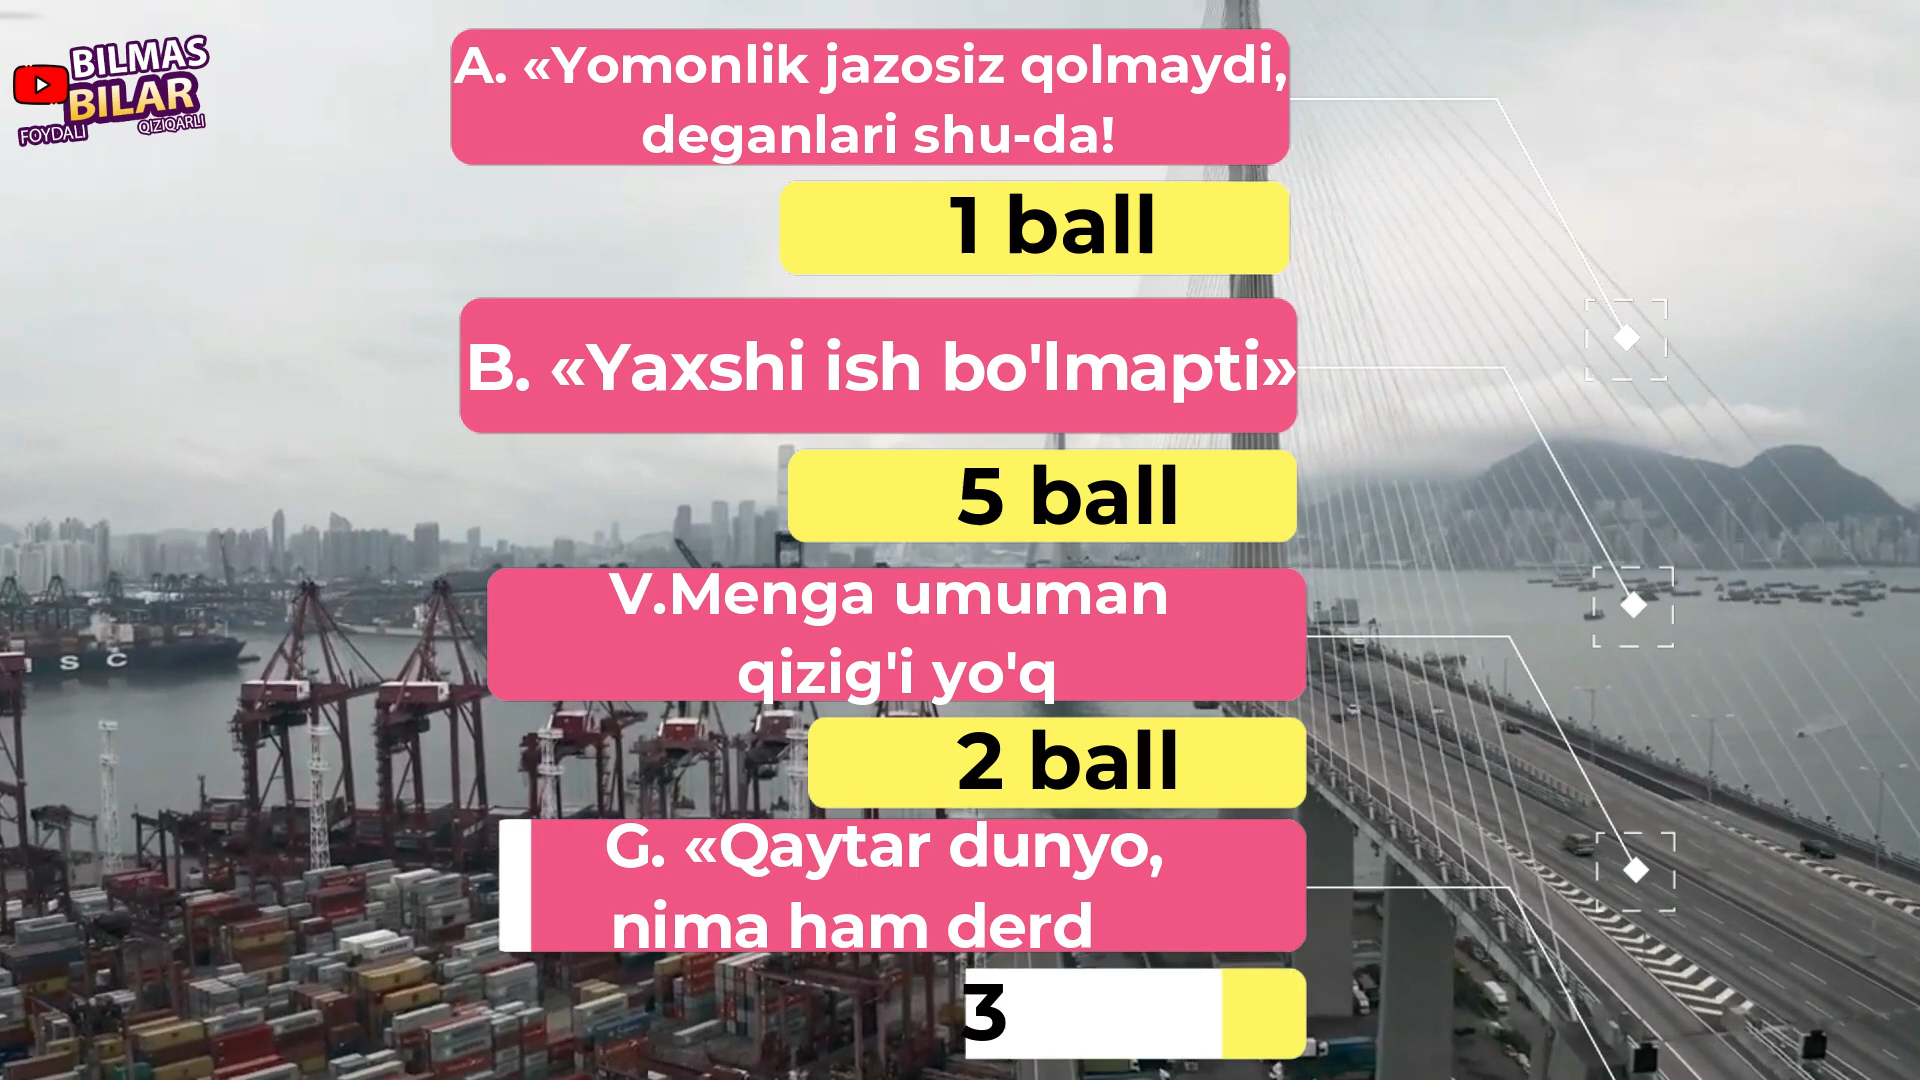 BILMAS
BILAR
FOYDALI
QIZIQARLI
A. «Yomonlik jazosiz qolmaydi,
deganlari shu-da!
1 ball
B. «Yaxshi ish bo'lmapti»
5 ball
V.Menga umuman
qizig'i yo'q
2 ball
G. «Qaytar dunyo,
nima ham derd
3
S C